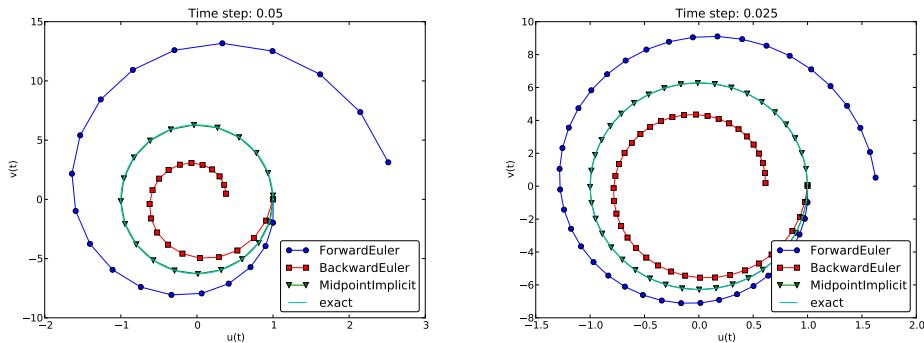 Time step: 0.05
15
10
5
0
−5
−10
v(t)
−2
−1
0
1
2
3
u(t)
ForwardEuler
BackwardEuler
MidpointImplicit
exact
Time step: 0.025
10
8
6
4
2
0
−2
−4
−6
−8
v(t)
−1.5
−1.0
−0.5
0.0
0.5
1.0
1.5
2.0
u(t)
ForwardEuler
BackwardEuler
MidpointImplicit
exact